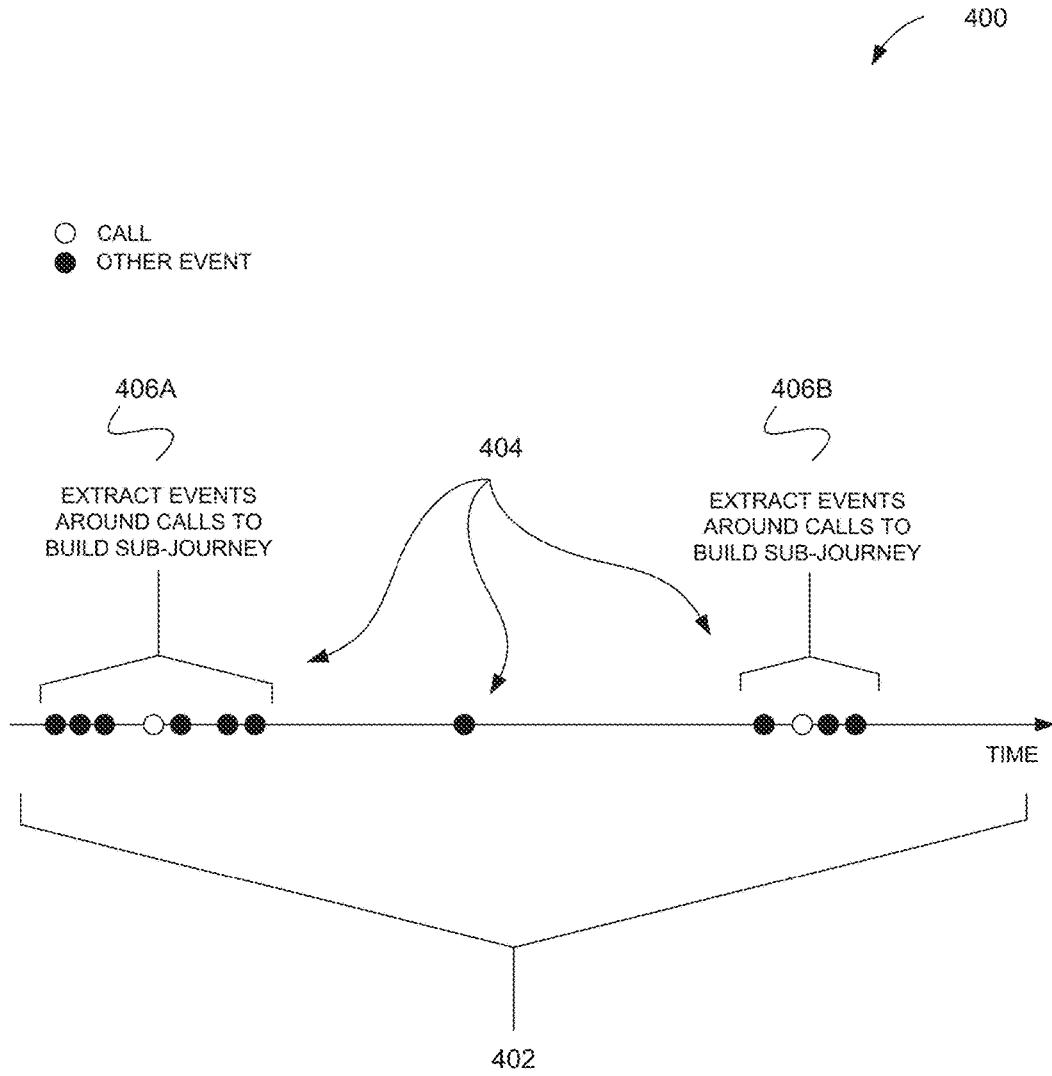 400
CALL
OTHER EVENT
406A
406B
404
EXTRACT EVENTS
AROUND CALLS TO
BUILD SUB-JOURNEY
EXTRACT EVENTS
AROUND CALLS TO
BUILD SUB-JOURNEY
TIME
402